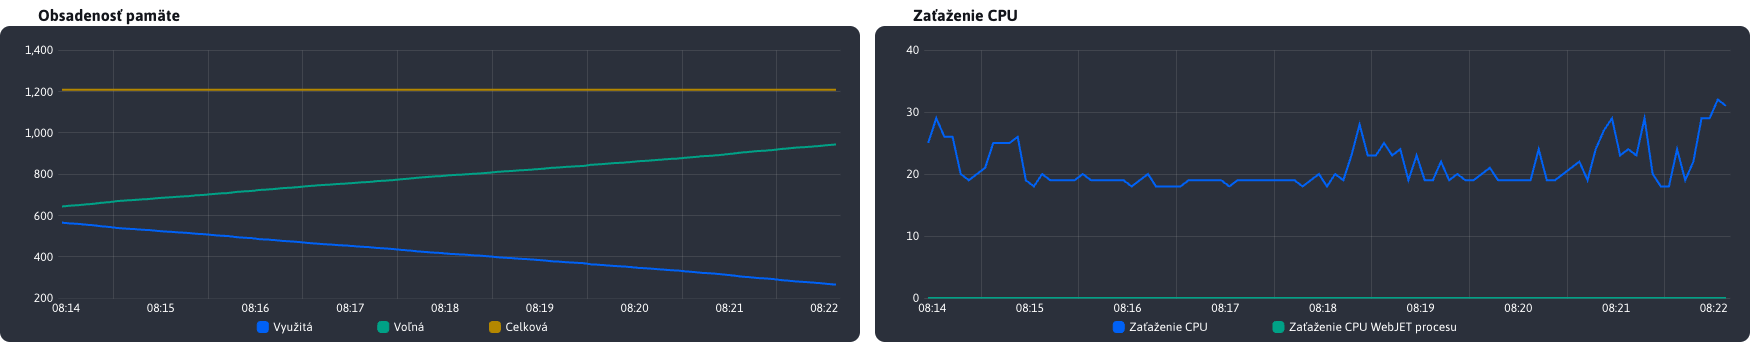 Obsadenosť pamäte
1,400
1,200
1,000
800
600
400
200
08:14 08:15 08:16 08:17 08:18 08:19 08:20 08:21 08:22
Využitá Voľná Celková
Zaťaženie CPU
40
30
20
10
0
08:14 08:15 08:16 08:17 08:18 08:19 08:20 08:21 08:22
Zaťaženie CPU Zaťaženie CPU WebJET procesu